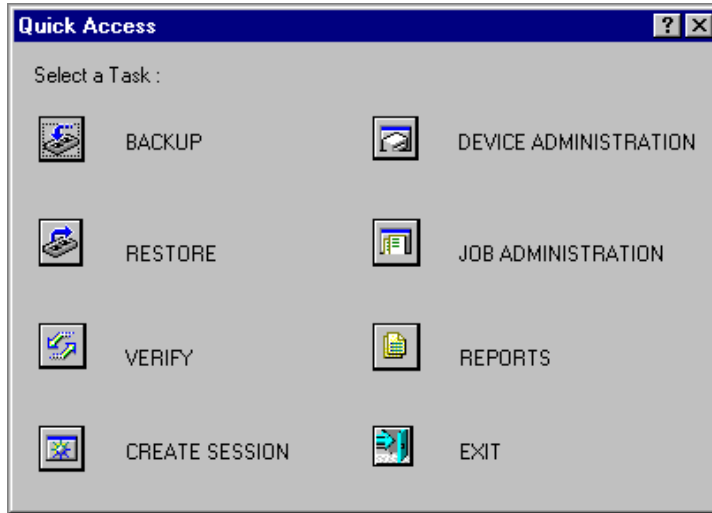 Quick Access
Select a Task :
BACKUP
DEVICE ADMINISTRATION
RESTORE
JOB ADMINISTRATION
VERIFY
REPORTS
CREATE SESSION
EXIT